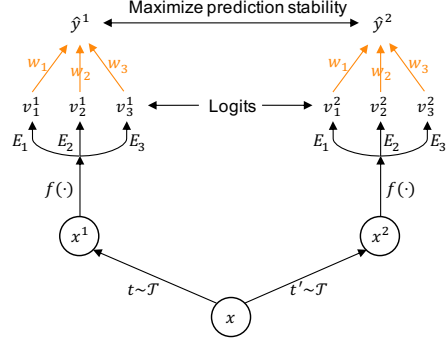 Maximize prediction stability
ŷ¹ ŷ²
w₁ w₂ w₃ w₁ w₂ w₃
v₁¹ v₂¹ v₃¹ Logits v₁² v₂² v₃²
E₁ E₂ E₃ E₁ E₂ E₃
f(·) f(·)
x¹ x²
t~𝒯 t′~𝒯
x